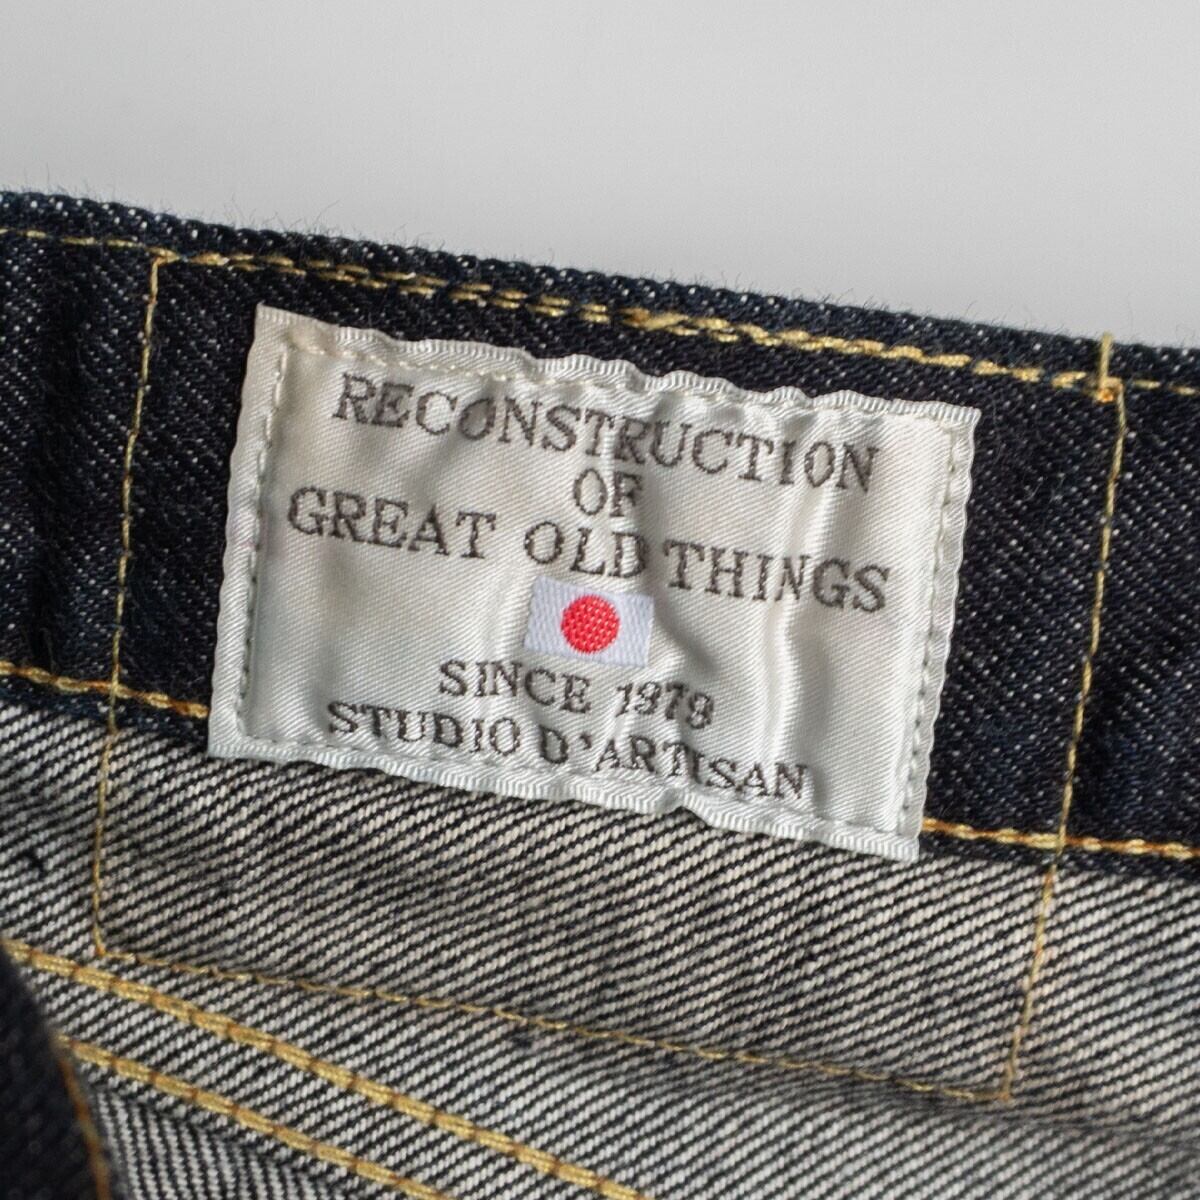 RECONSTRUCTION
OF
GREAT OLD THINGS
SINCE 1979
STUDIO D'ARTISAN